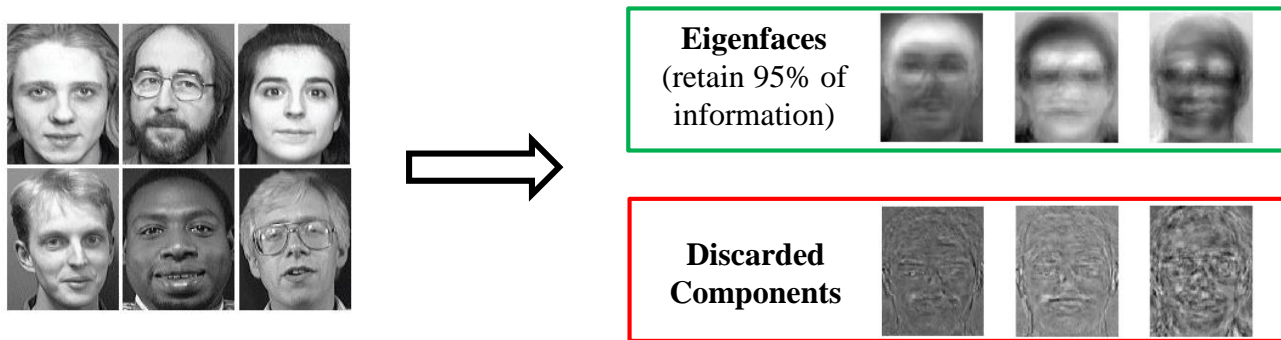 Eigenfaces
(retain 95% of
information)
Discarded
Components